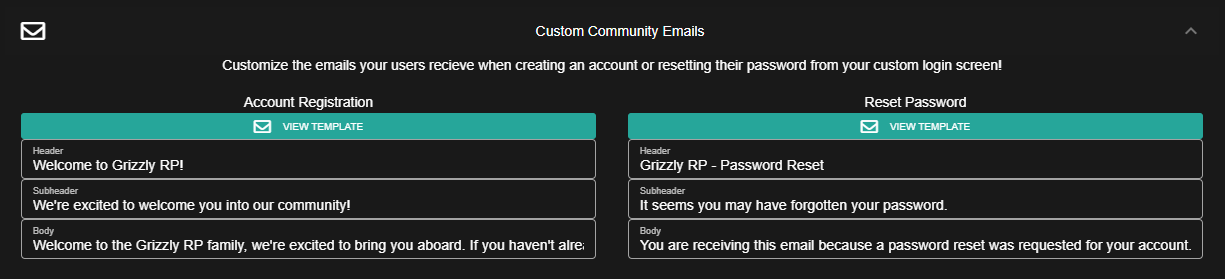 Custom Community Emails
Customize the emails your users recieve when creating an account or resetting their password from your custom login screen!
Account Registration
VIEW TEMPLATE
Header
Welcome to Grizzly RP!
Subheader
We're excited to welcome you into our community!
Body
Welcome to the Grizzly RP family, we're excited to bring you aboard. If you haven't alrea
Reset Password
VIEW TEMPLATE
Header
Grizzly RP - Password Reset
Subheader
It seems you may have forgotten your password.
Body
You are receiving this email because a password reset was requested for your account.